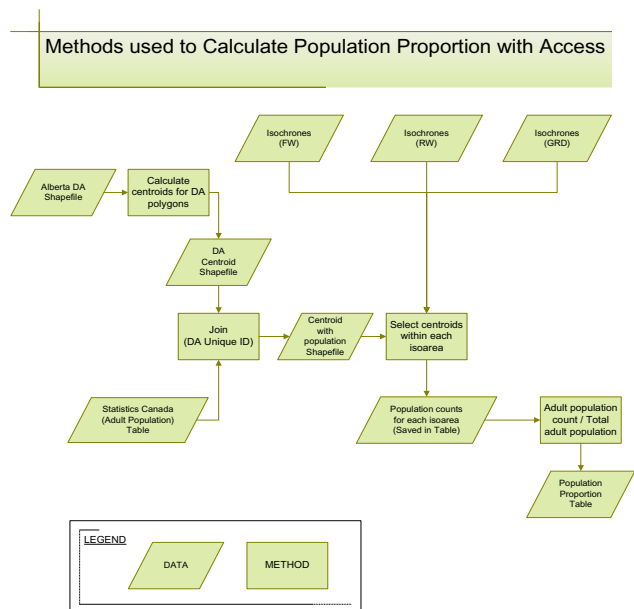 Methods used to Calculate Population Proportion with Access
Isochrones
(FW)
Isochrones
(RW)
Isochrones
(GRD)
Alberta DA
Shapefile
Calculate
centroids for DA
polygons
DA
Centroid
Shapefile
Join
(DA Unique ID)
Centroid
with
population
Shapefile
Select centroids
within each
isoarea
Statistics Canada
(Adult Population)
Table
Population counts
for each isoarea
(Saved in Table)
Adult population
count / Total
adult population
Population
Proportion
Table
LEGEND
DATA
METHOD